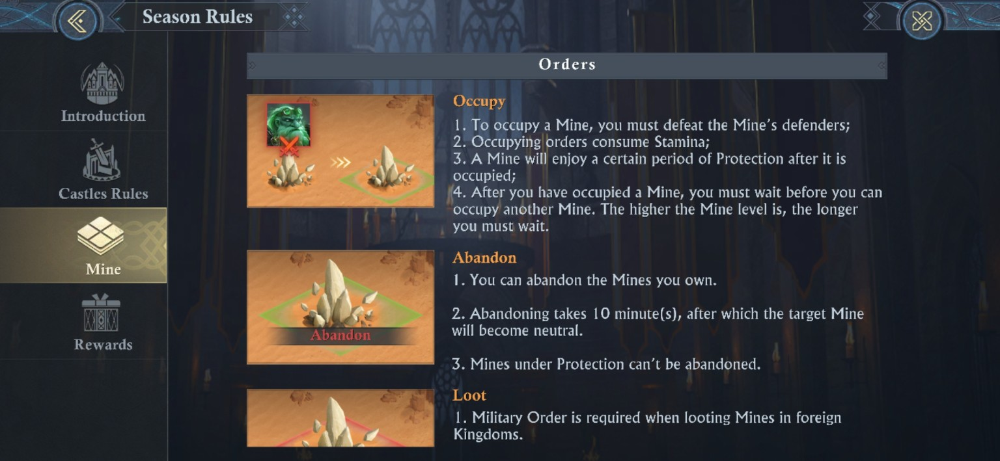 Season Rules
Introduction
Castles Rules
Mine
Rewards
Orders
Occupy
1. To occupy a Mine, you must defeat the Mine's defenders;
2. Occupying orders consume Stamina;
3. A Mine will enjoy a certain period of Protection after it is
occupied;
4. After you have occupied a Mine, you must wait before you can
occupy another Mine. The higher the Mine level is, the longer
you must wait.
Abandon
Abandon
1. You can abandon the Mines you own.
2. Abandoning takes 10 minute(s), after which the target Mine
will become neutral.
3. Mines under Protection can't be abandoned.
Loot
1. Military Order is required when looting Mines in foreign
Kingdoms.